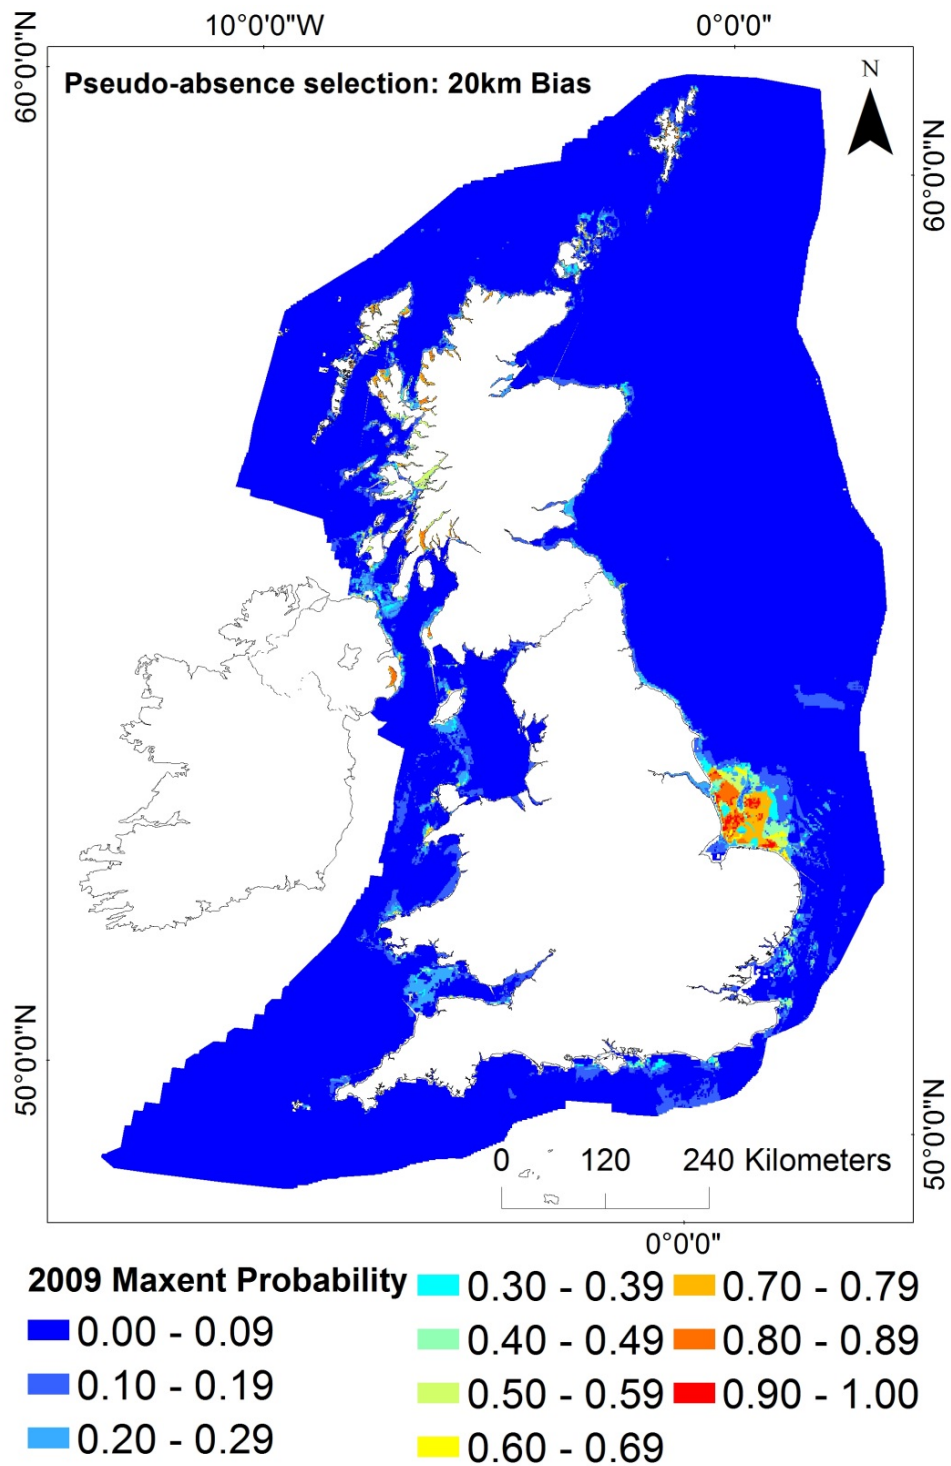 10°0'0"W 0°0'0"
60°0'0"N
Pseudo-absence selection: 20km Bias
N
60°0'0"N
50°0'0"N
50°0'0"N
0 120 240 Kilometers
0°0'0"
2009 Maxent Probability
0.00 - 0.09
0.10 - 0.19
0.20 - 0.29
0.30 - 0.39
0.40 - 0.49
0.50 - 0.59
0.60 - 0.69
0.70 - 0.79
0.80 - 0.89
0.90 - 1.00